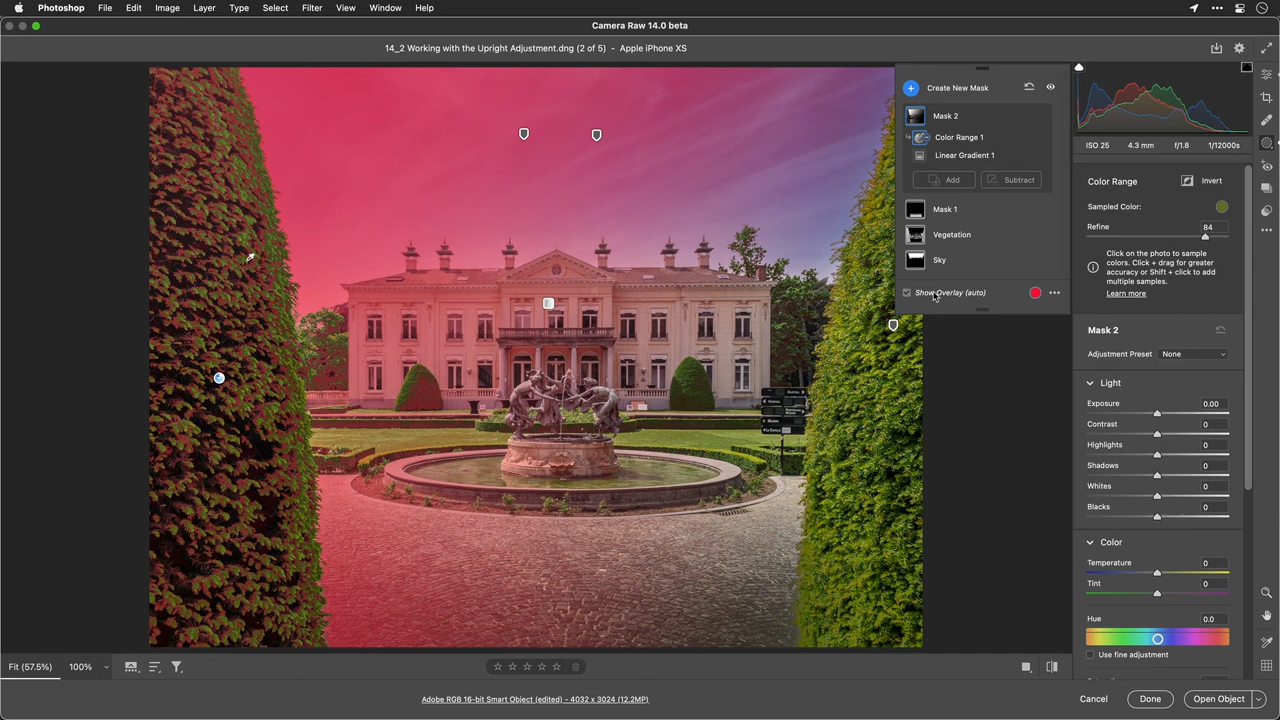 Photoshop File Edit Image Layer Type Select Filter View Window Help
Camera Raw 14.0 beta
14_2 Working with the Upright Adjustment.dng (2 of 5) - Apple iPhone XS
Create New Mask
Mask 2
Color Range 1
Linear Gradient 1
Add Subtract
Mask 1
Vegetation
Sky
Show Overlay (auto)
ISO 25 4.3 mm f/1.8 1/12000s
Color Range Invert
Sampled Color:
Refine 84
Click on the photo to sample
colors. Click + drag for greater
accuracy or Shift + click to add
multiple samples.
Learn more
Mask 2
Adjustment Preset None
Light
Exposure 0.00
Contrast 0
Highlights 0
Shadows 0
Whites 0
Blacks 0
Color
Temperature 0
Tint 0
Hue 0.0
Use fine adjustment
Fit (57.5%) 100%
Adobe RGB 16-bit Smart Object (edited) - 4032 x 3024 (12.2MP)
Cancel Done Open Object